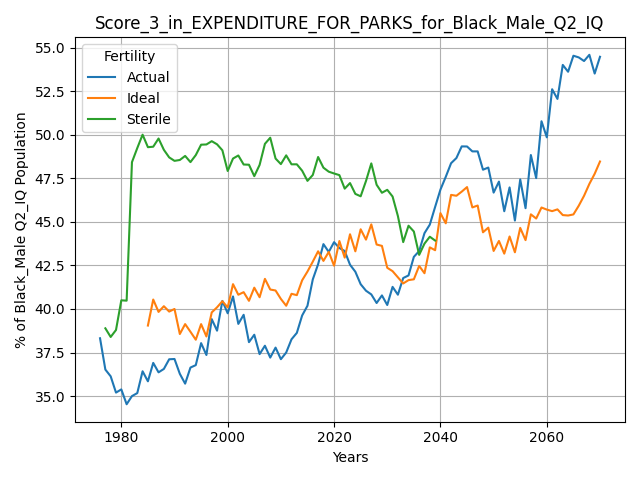 Score_3_in_EXPENDITURE_FOR_PARKS_for_Black_Male_Q2_IQ
% of Black_Male Q2_IQ Population
55.0
52.5
50.0
47.5
45.0
42.5
40.0
37.5
35.0
Fertility
Actual
Ideal
Sterile
1980 2000 2020 2040 2060
Years